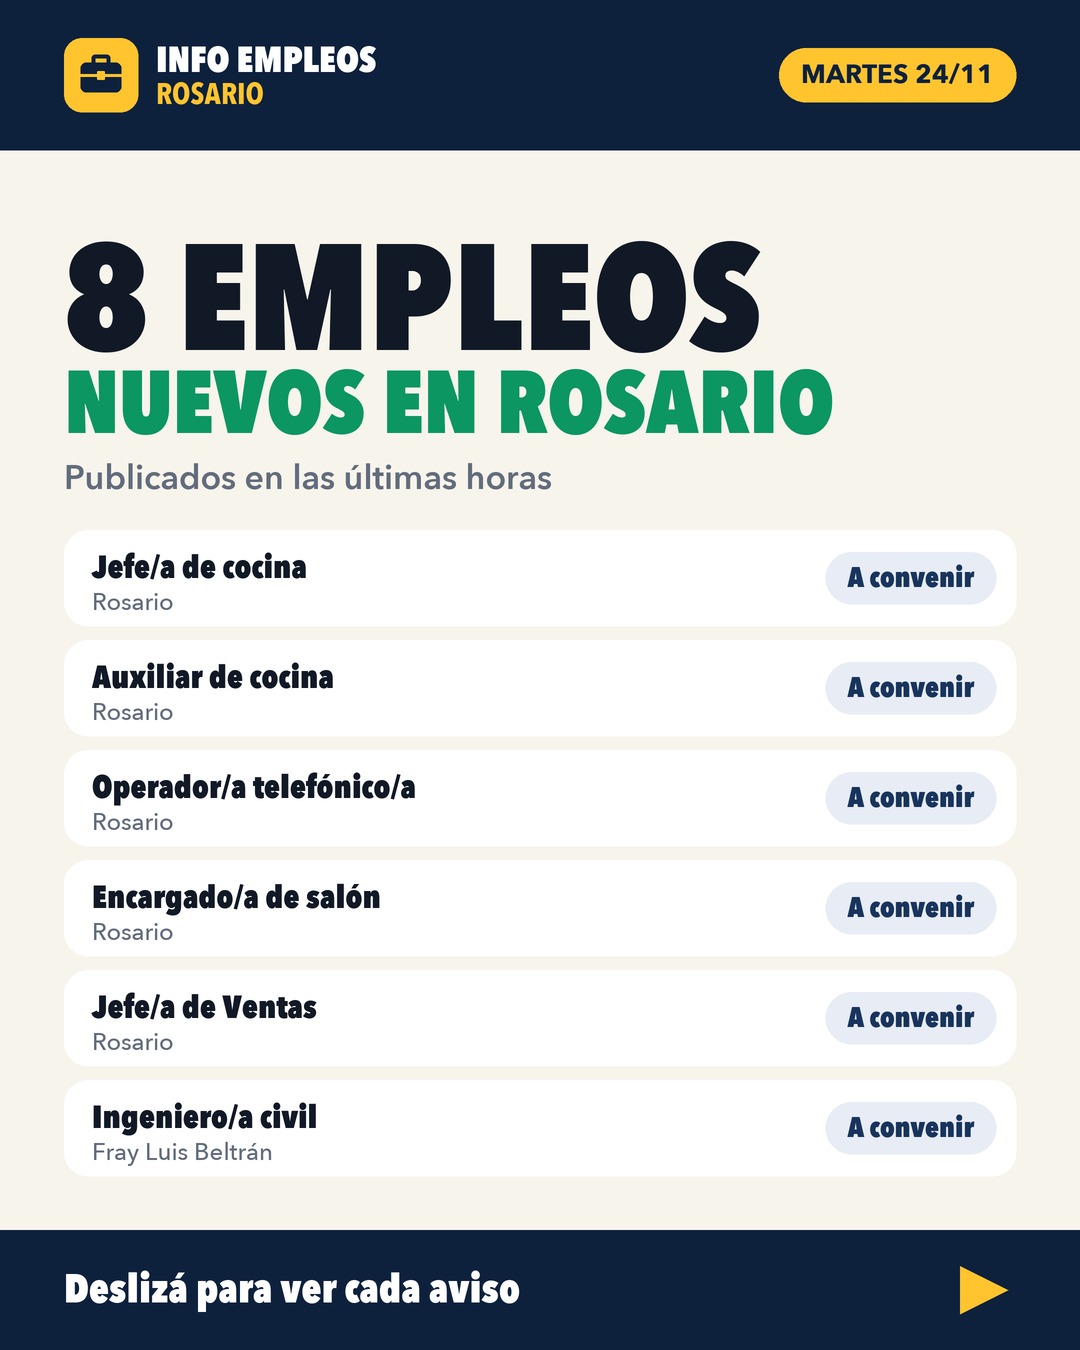 INFO EMPLEOS
ROSARIO
MARTES 24/11
8 EMPLEOS
NUEVOS EN ROSARIO
Publicados en las últimas horas
Jefe/a de cocina
Rosario
A convenir
Auxiliar de cocina
Rosario
A convenir
Operador/a telefónico/a
Rosario
A convenir
Encargado/a de salón
Rosario
A convenir
Jefe/a de Ventas
Rosario
A convenir
Ingeniero/a civil
Fray Luis Beltrán
A convenir
Deslizá para ver cada aviso